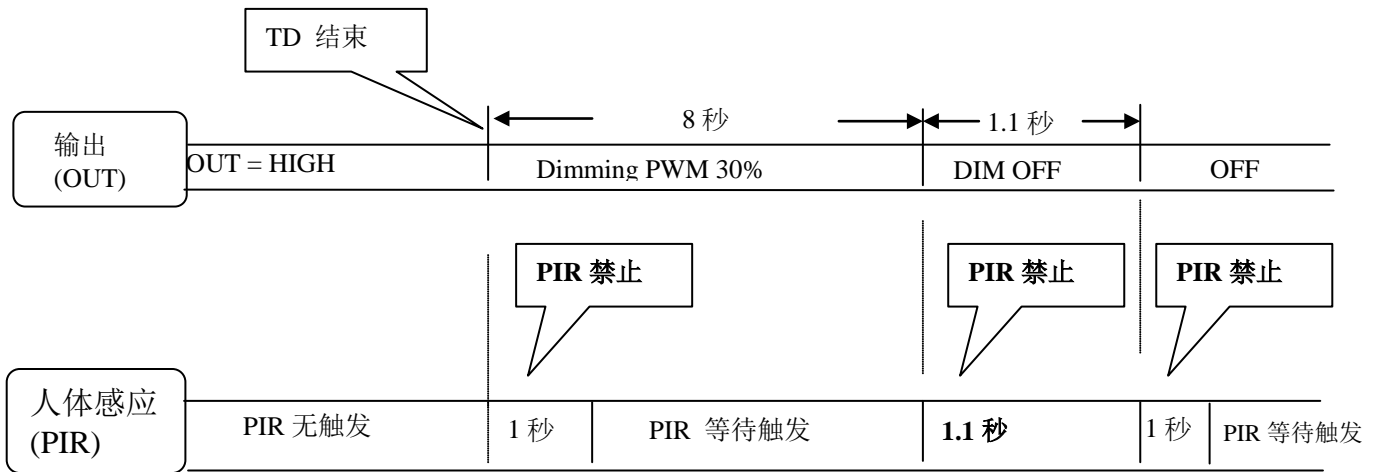 TD 结束
8 秒
1.1 秒
输出
(OUT)
OUT = HIGH
Dimming PWM 30%
DIM OFF
OFF
PIR 禁止
PIR 禁止
PIR 禁止
人体感应
(PIR)
PIR 无触发
1 秒
PIR 等待触发
1.1 秒
1 秒
PIR 等待触发